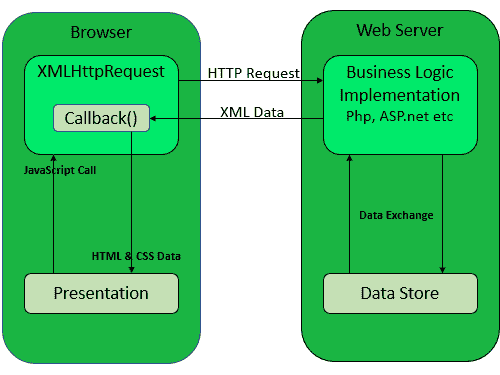 Browser
XMLHttpRequest
Callback()
JavaScript Call
HTML & CSS Data
Presentation
HTTP Request
XML Data
Web Server
Business Logic
Implementation
Php, ASP.net etc
Data Exchange
Data Store